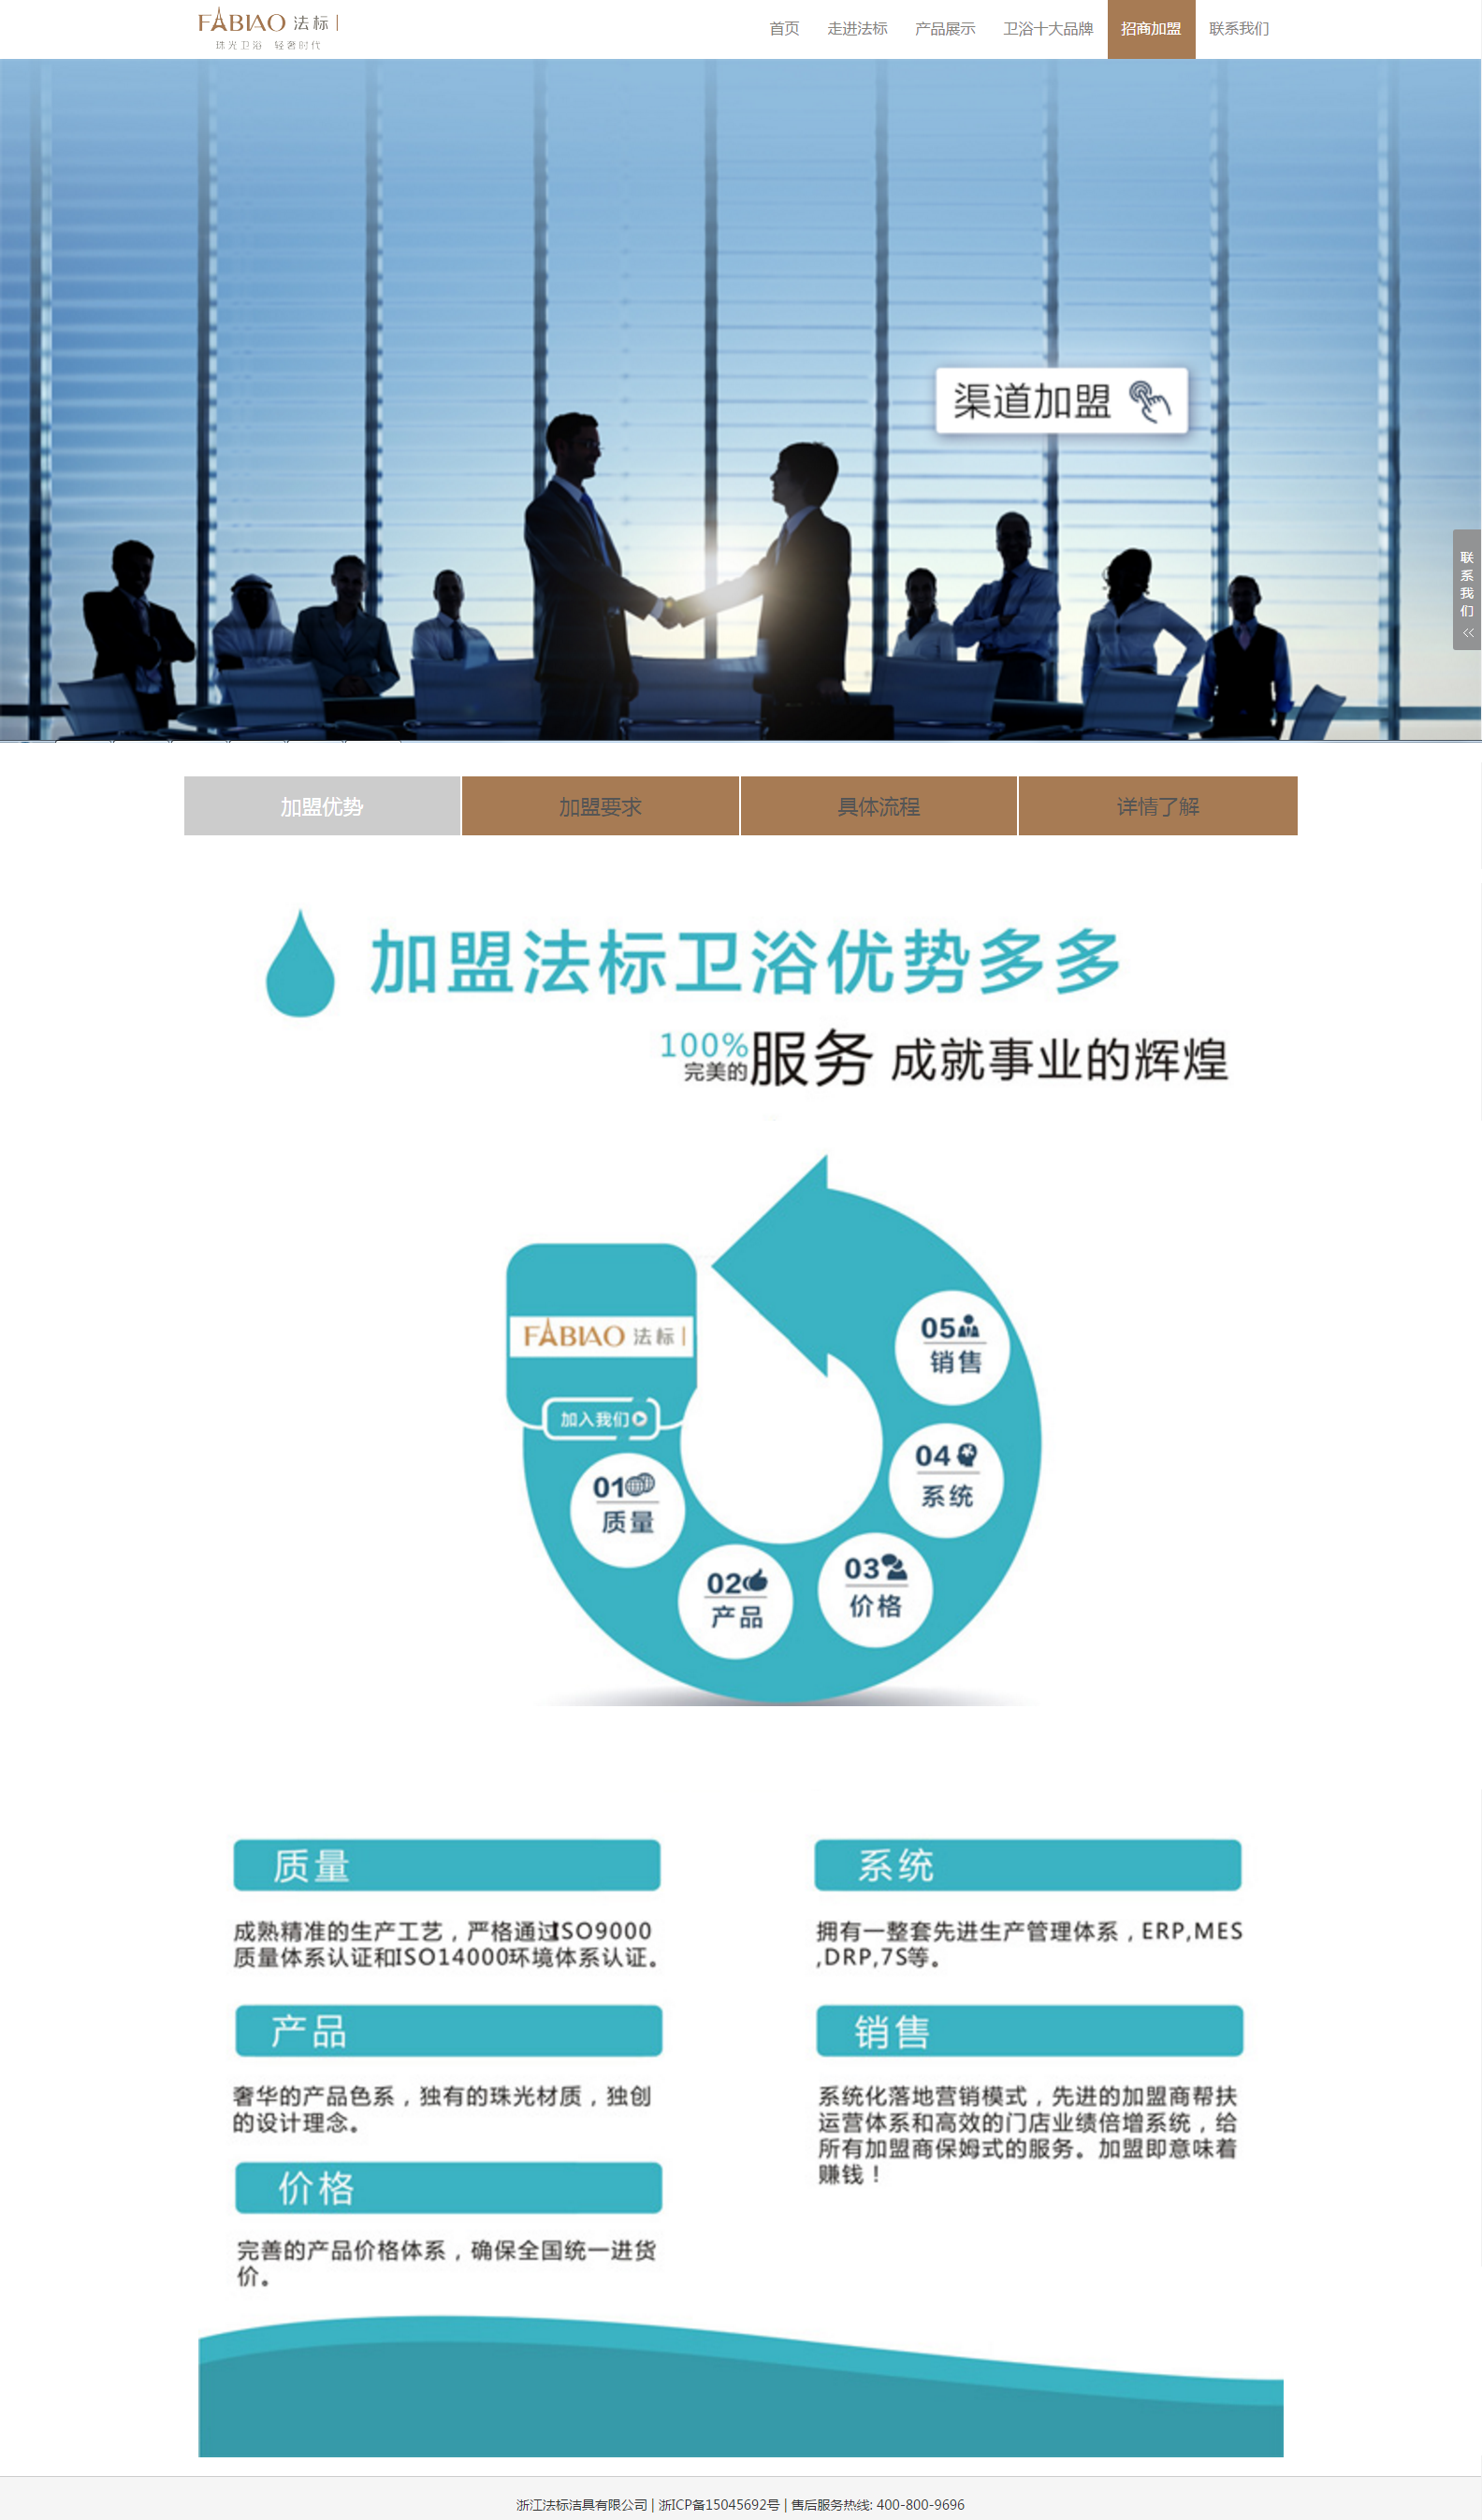 FABIAO 法标
珠光卫浴 轻奢时代
首页 走进法标 产品展示 卫浴十大品牌 招商加盟 联系我们
渠道加盟
联系我们
加盟优势 加盟要求 具体流程 详情了解
加盟法标卫浴优势多多
100%完美的服务 成就事业的辉煌
FABIAO 法标
加入我们
01
质量
02
产品
03
价格
04
系统
05
销售
质量
成熟精准的生产工艺，严格通过ISO9000
质量体系认证和ISO14000环境体系认证。
产品
奢华的产品色系，独有的珠光材质，独创
的设计理念。
价格
完善的产品价格体系，确保全国统一进货
价。
系统
拥有一整套先进生产管理体系，ERP,MES
,DRP,7S等。
销售
系统化落地营销模式，先进的加盟商帮扶
运营体系和高效的门店业绩倍增系统，给
所有加盟商保姆式的服务。加盟即意味着
赚钱！
浙江法标洁具有限公司 | 浙ICP备15045692号 | 售后服务热线: 400-800-9696